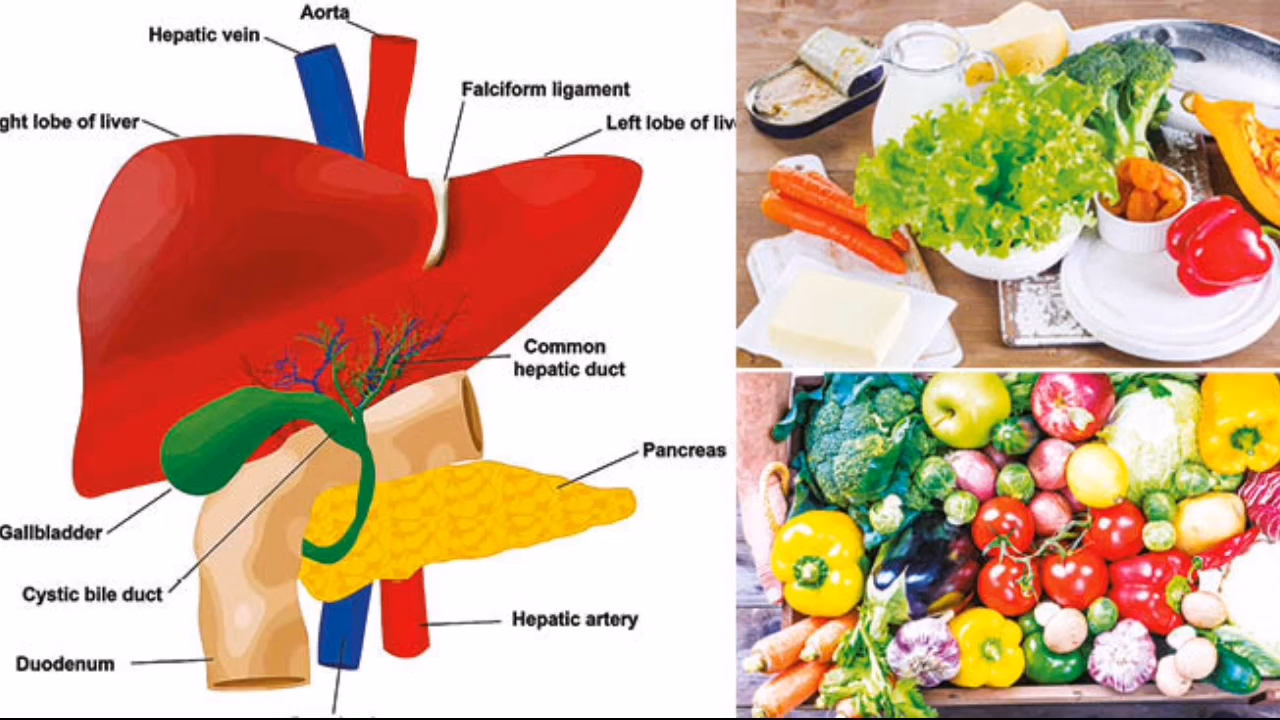 Aorta
Hepatic vein
Falciform ligament
ght lobe of liver
Left lobe of liv
Common
hepatic duct
Pancreas
Gallbladder
Cystic bile duct
Hepatic artery
Duodenum